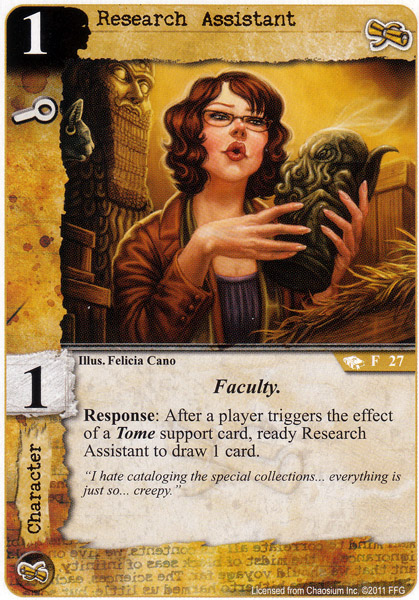 1
Research Assistant
Illus. Felicia Cano
F 27
1
Faculty.
Response: After a player triggers the effect
of a Tome support card, ready Research
Assistant to draw 1 card.
"I hate cataloging the special collections... everything is
just so... creepy."
Character
Licensed from Chaosium Inc. ©2011 FFG